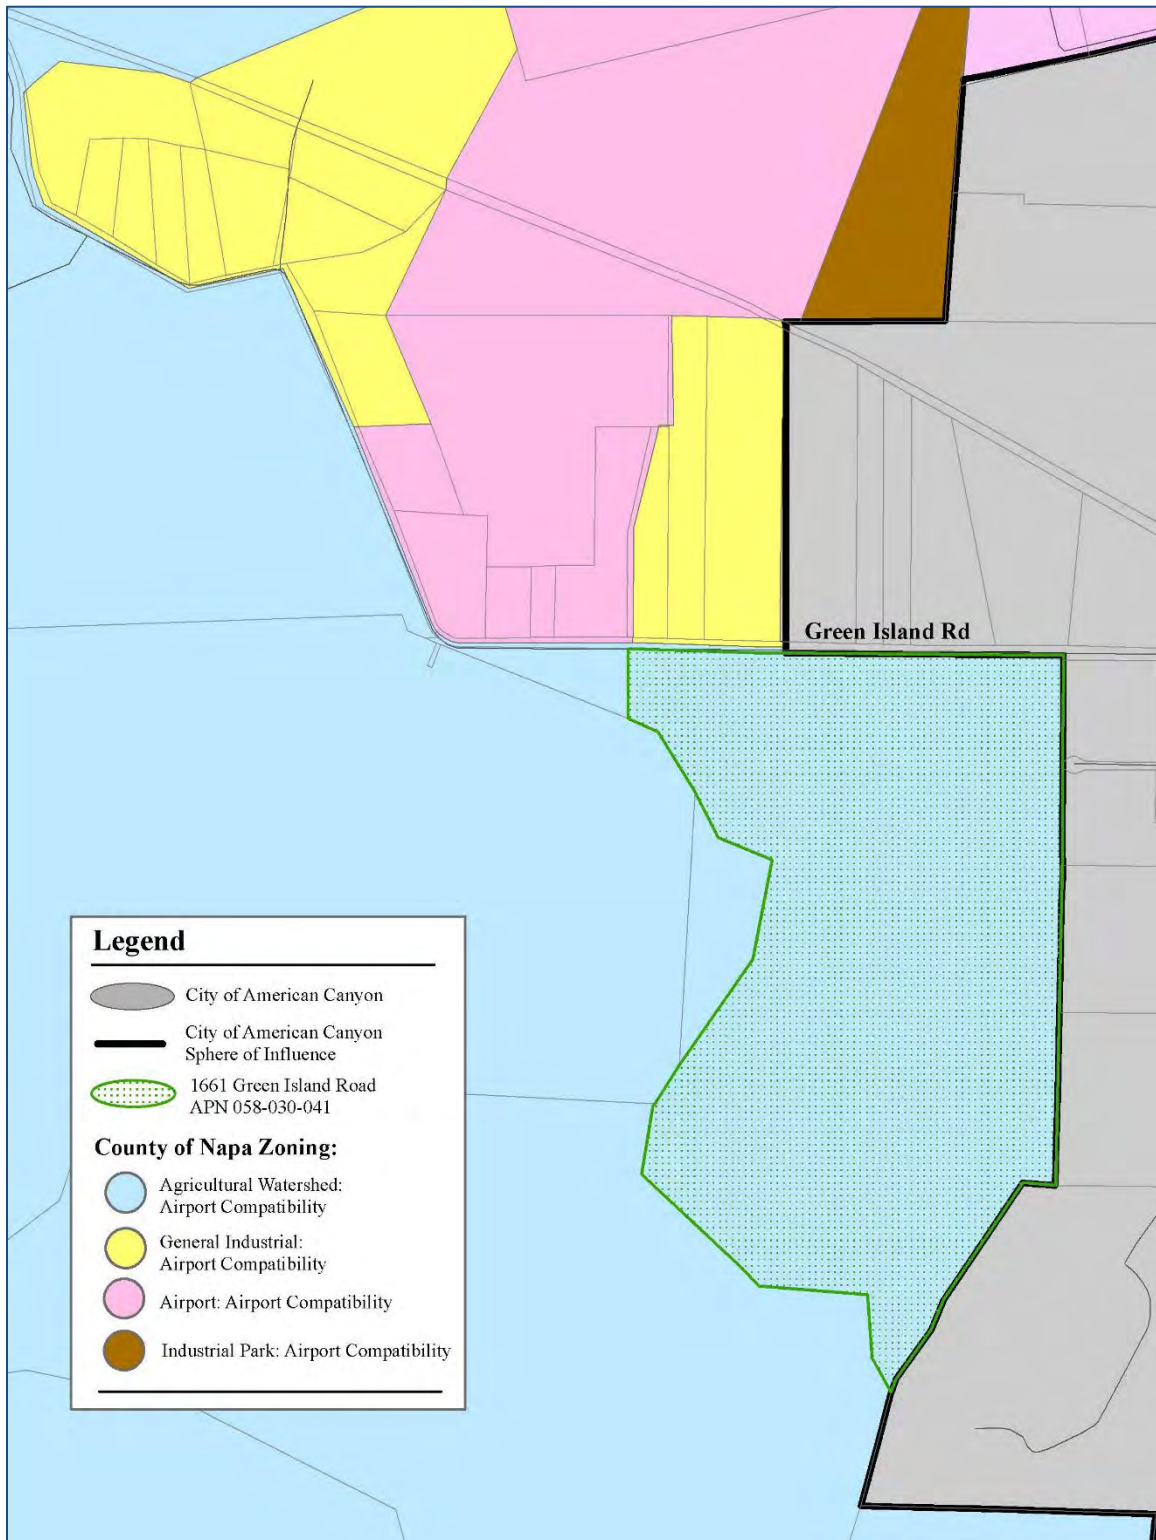 Green Island Rd
Legend
City of American Canyon
City of American Canyon
Sphere of Influence
1661 Green Island Road
APN 058-030-041
County of Napa Zoning:
Agricultural Watershed:
Airport Compatibility
General Industrial:
Airport Compatibility
Airport: Airport Compatibility
Industrial Park: Airport Compatibility